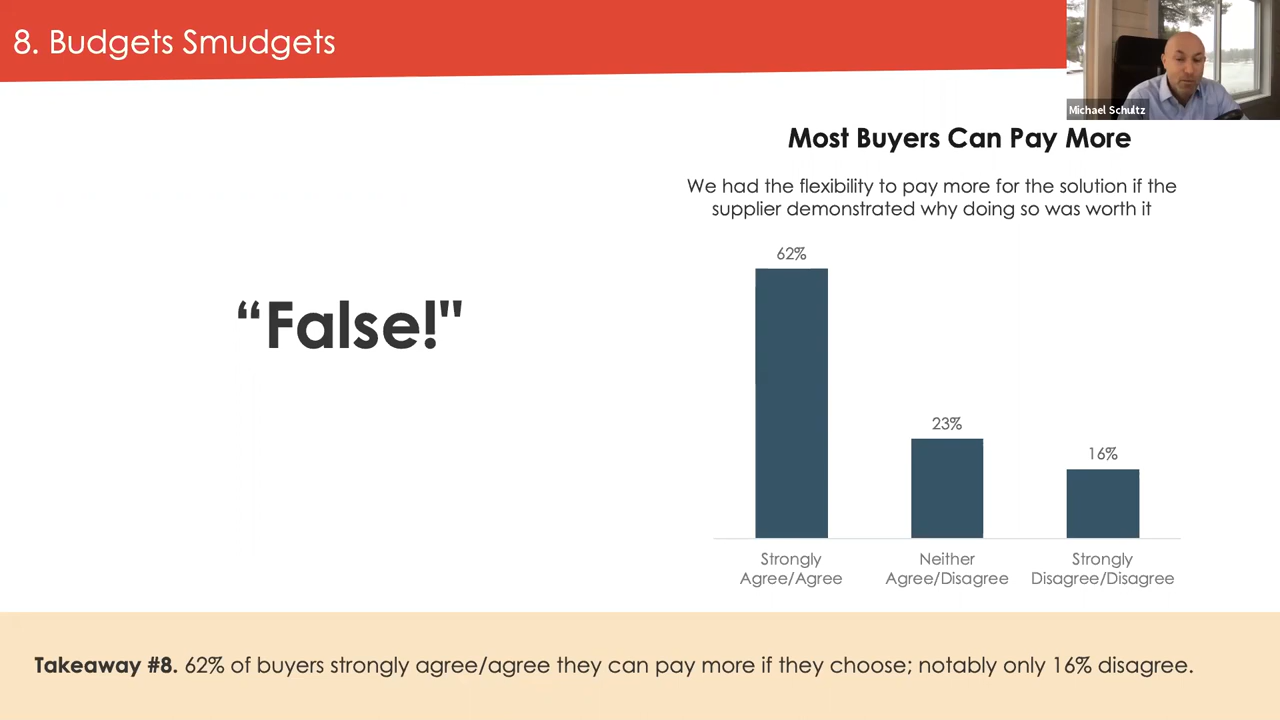 8. Budgets Smudgets
Michael Schultz
Most Buyers Can Pay More
We had the flexibility to pay more for the solution if the
supplier demonstrated why doing so was worth it
“False!"
62%
23%
16%
Strongly
Agree/Agree
Neither
Agree/Disagree
Strongly
Disagree/Disagree
Takeaway #8. 62% of buyers strongly agree/agree they can pay more if they choose; notably only 16% disagree.